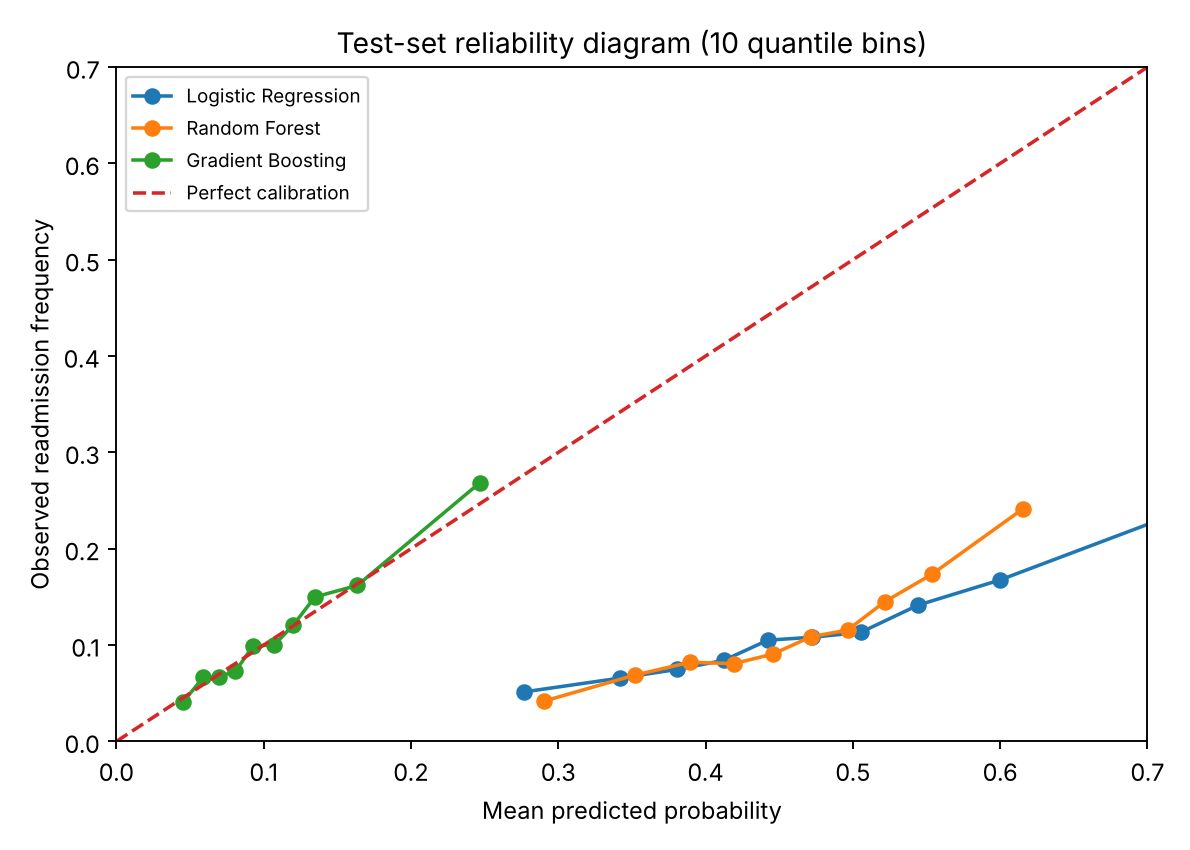 Test-set reliability diagram (10 quantile bins)
0.7
Logistic Regression
Random Forest
Gradient Boosting
Perfect calibration
0.6
0.5
0.4
0.3
0.2
0.1
0.0
Observed readmission frequency
0.0 0.1 0.2 0.3 0.4 0.5 0.6 0.7
Mean predicted probability